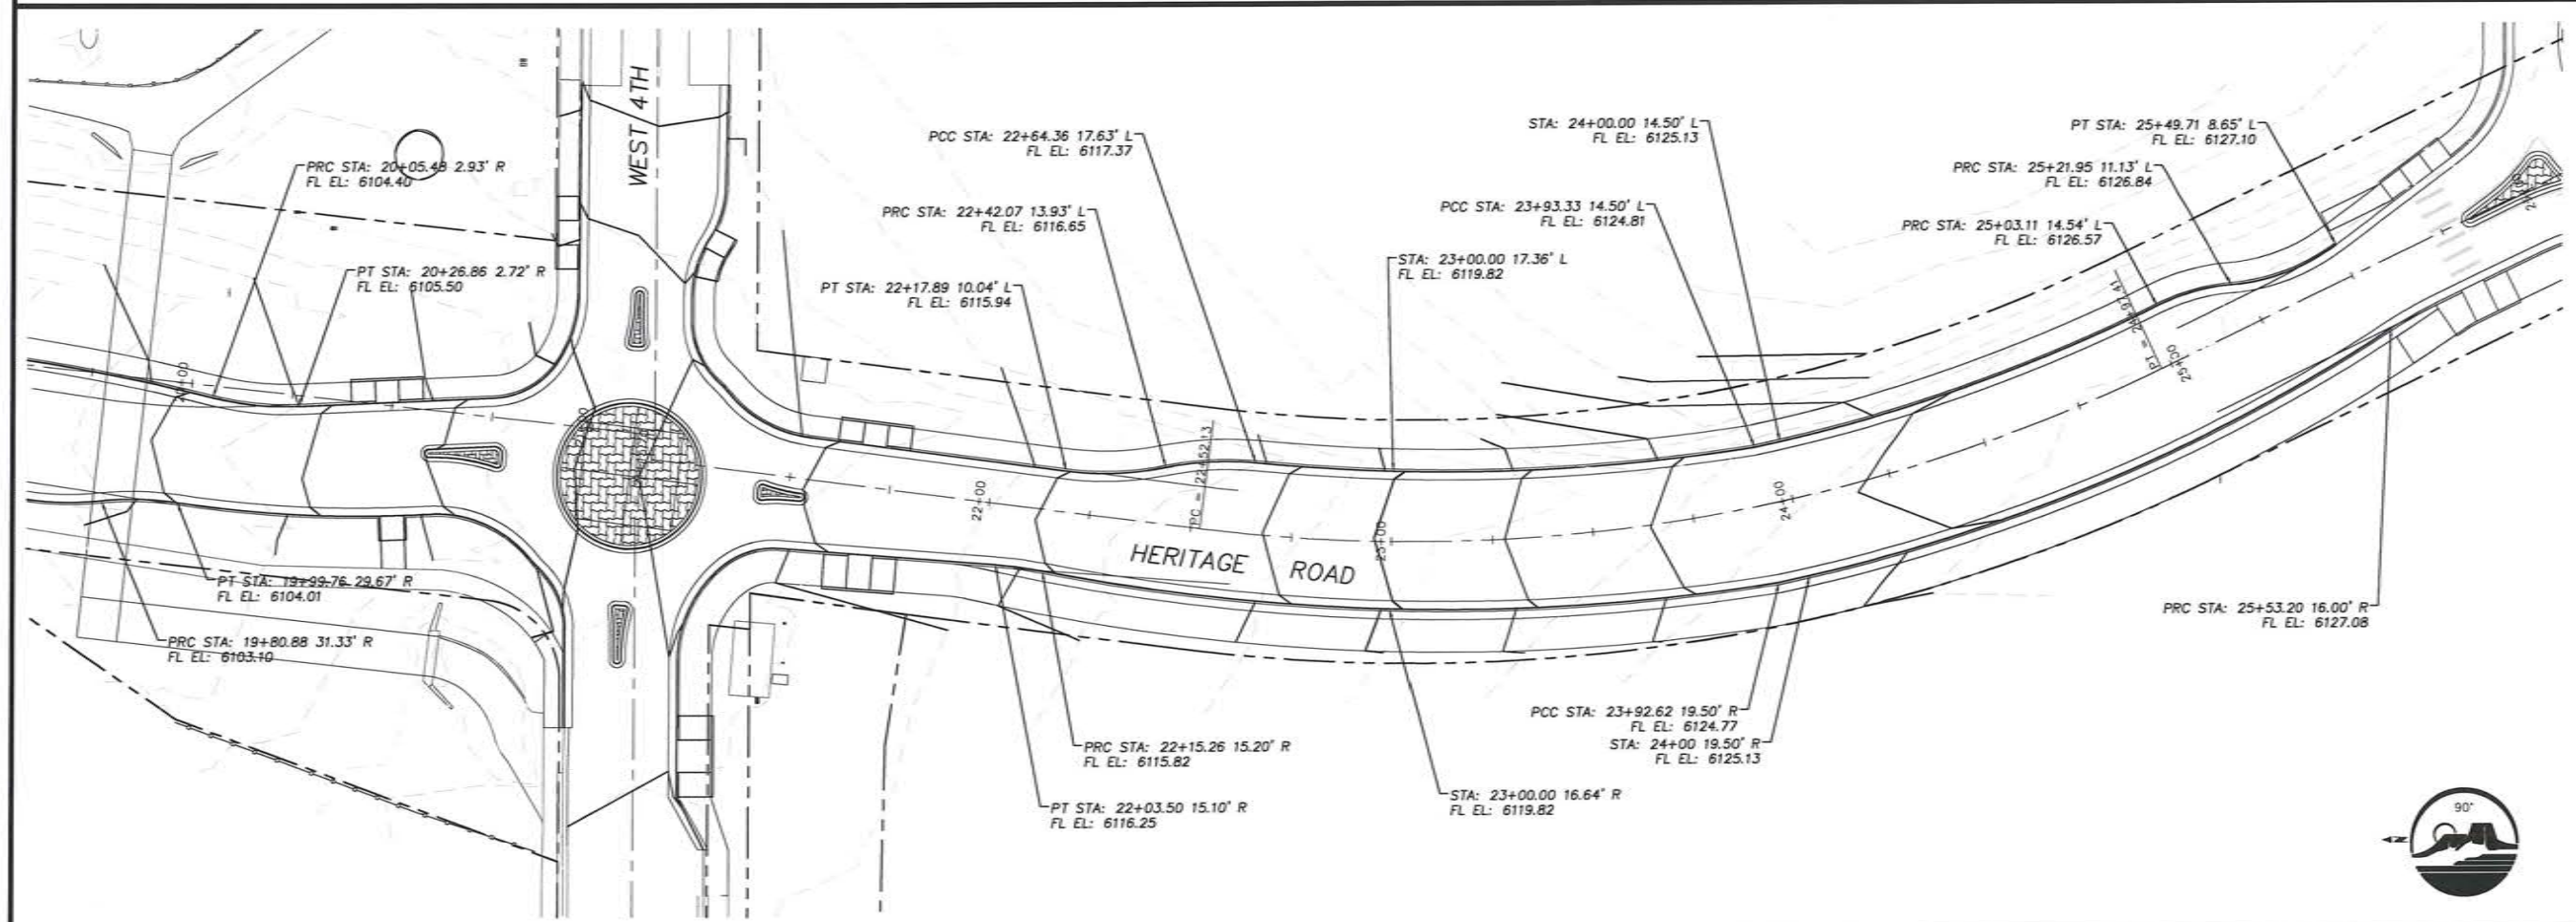 WEST 4TH
PRC STA: 20+05.48 2.93' R
FL EL: 6104.40
PT STA: 20+26.86 2.72' R
FL EL: 6105.50
PCC STA: 22+64.36 17.63' L
FL EL: 6117.37
PRC STA: 22+42.07 13.93' L
FL EL: 6116.65
PT STA: 22+17.89 10.04' L
FL EL: 6115.94
STA: 23+00.00 17.36' L
FL EL: 6119.82
STA: 24+00.00 14.50' L
FL EL: 6125.13
PCC STA: 23+93.33 14.50' L
FL EL: 6124.81
PT STA: 25+49.71 8.65' L
FL EL: 6127.10
PRC STA: 25+21.95 11.13' L
FL EL: 6126.84
PRC STA: 25+03.11 14.54' L
FL EL: 6126.57
22+00
PC = 22+52.13
23+00
24+00
PT = 24+97.41
25+00
HERITAGE ROAD
PT STA: 19+99.76 29.67' R
FL EL: 6104.01
PRC STA: 19+80.88 31.33' R
FL EL: 6103.10
PRC STA: 22+15.26 15.20' R
FL EL: 6115.82
PT STA: 22+03.50 15.10' R
FL EL: 6116.25
PCC STA: 23+92.62 19.50' R
FL EL: 6124.77
STA: 24+00 19.50' R
FL EL: 6125.13
STA: 23+00.00 16.64' R
FL EL: 6119.82
PRC STA: 25+53.20 16.00' R
FL EL: 6127.08
90°
N